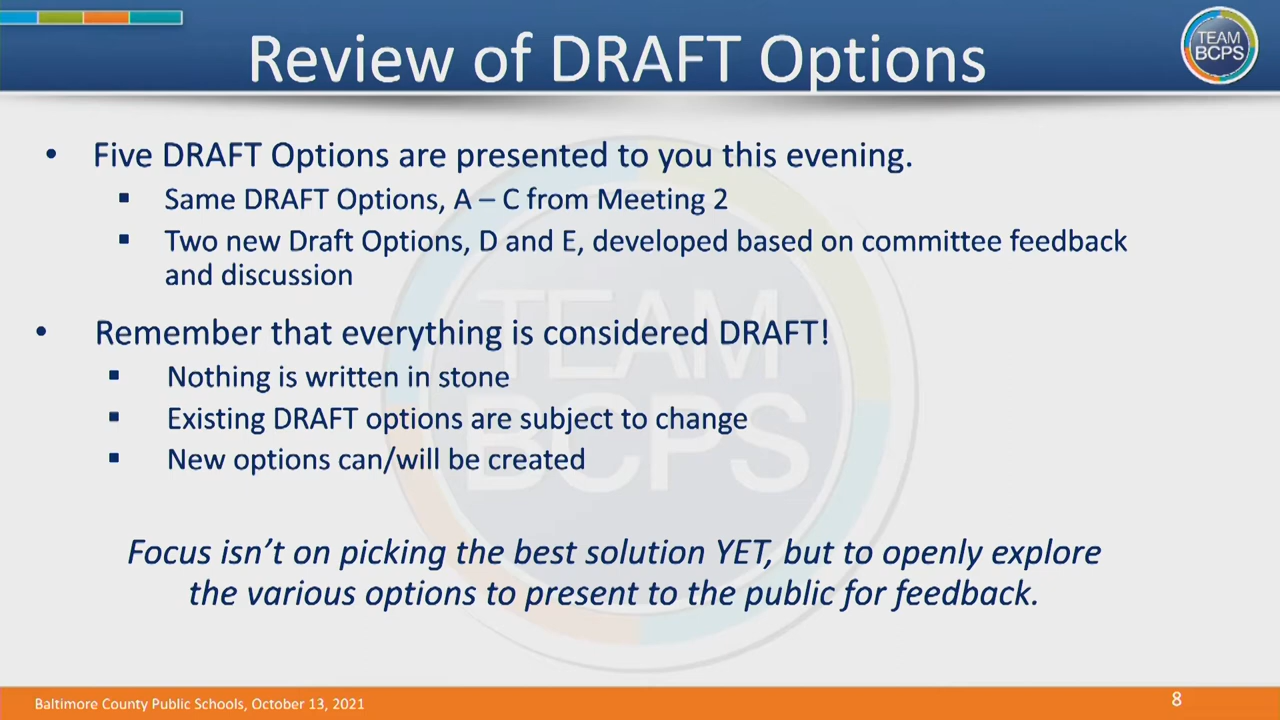 Review of DRAFT Options
TEAM
BCPS
• Five DRAFT Options are presented to you this evening.
▪ Same DRAFT Options, A – C from Meeting 2
▪ Two new Draft Options, D and E, developed based on committee feedback
and discussion
• Remember that everything is considered DRAFT!
▪ Nothing is written in stone
▪ Existing DRAFT options are subject to change
▪ New options can/will be created
TEAM
BCPS
Focus isn’t on picking the best solution YET, but to openly explore
the various options to present to the public for feedback.
Baltimore County Public Schools, October 13, 2021
8